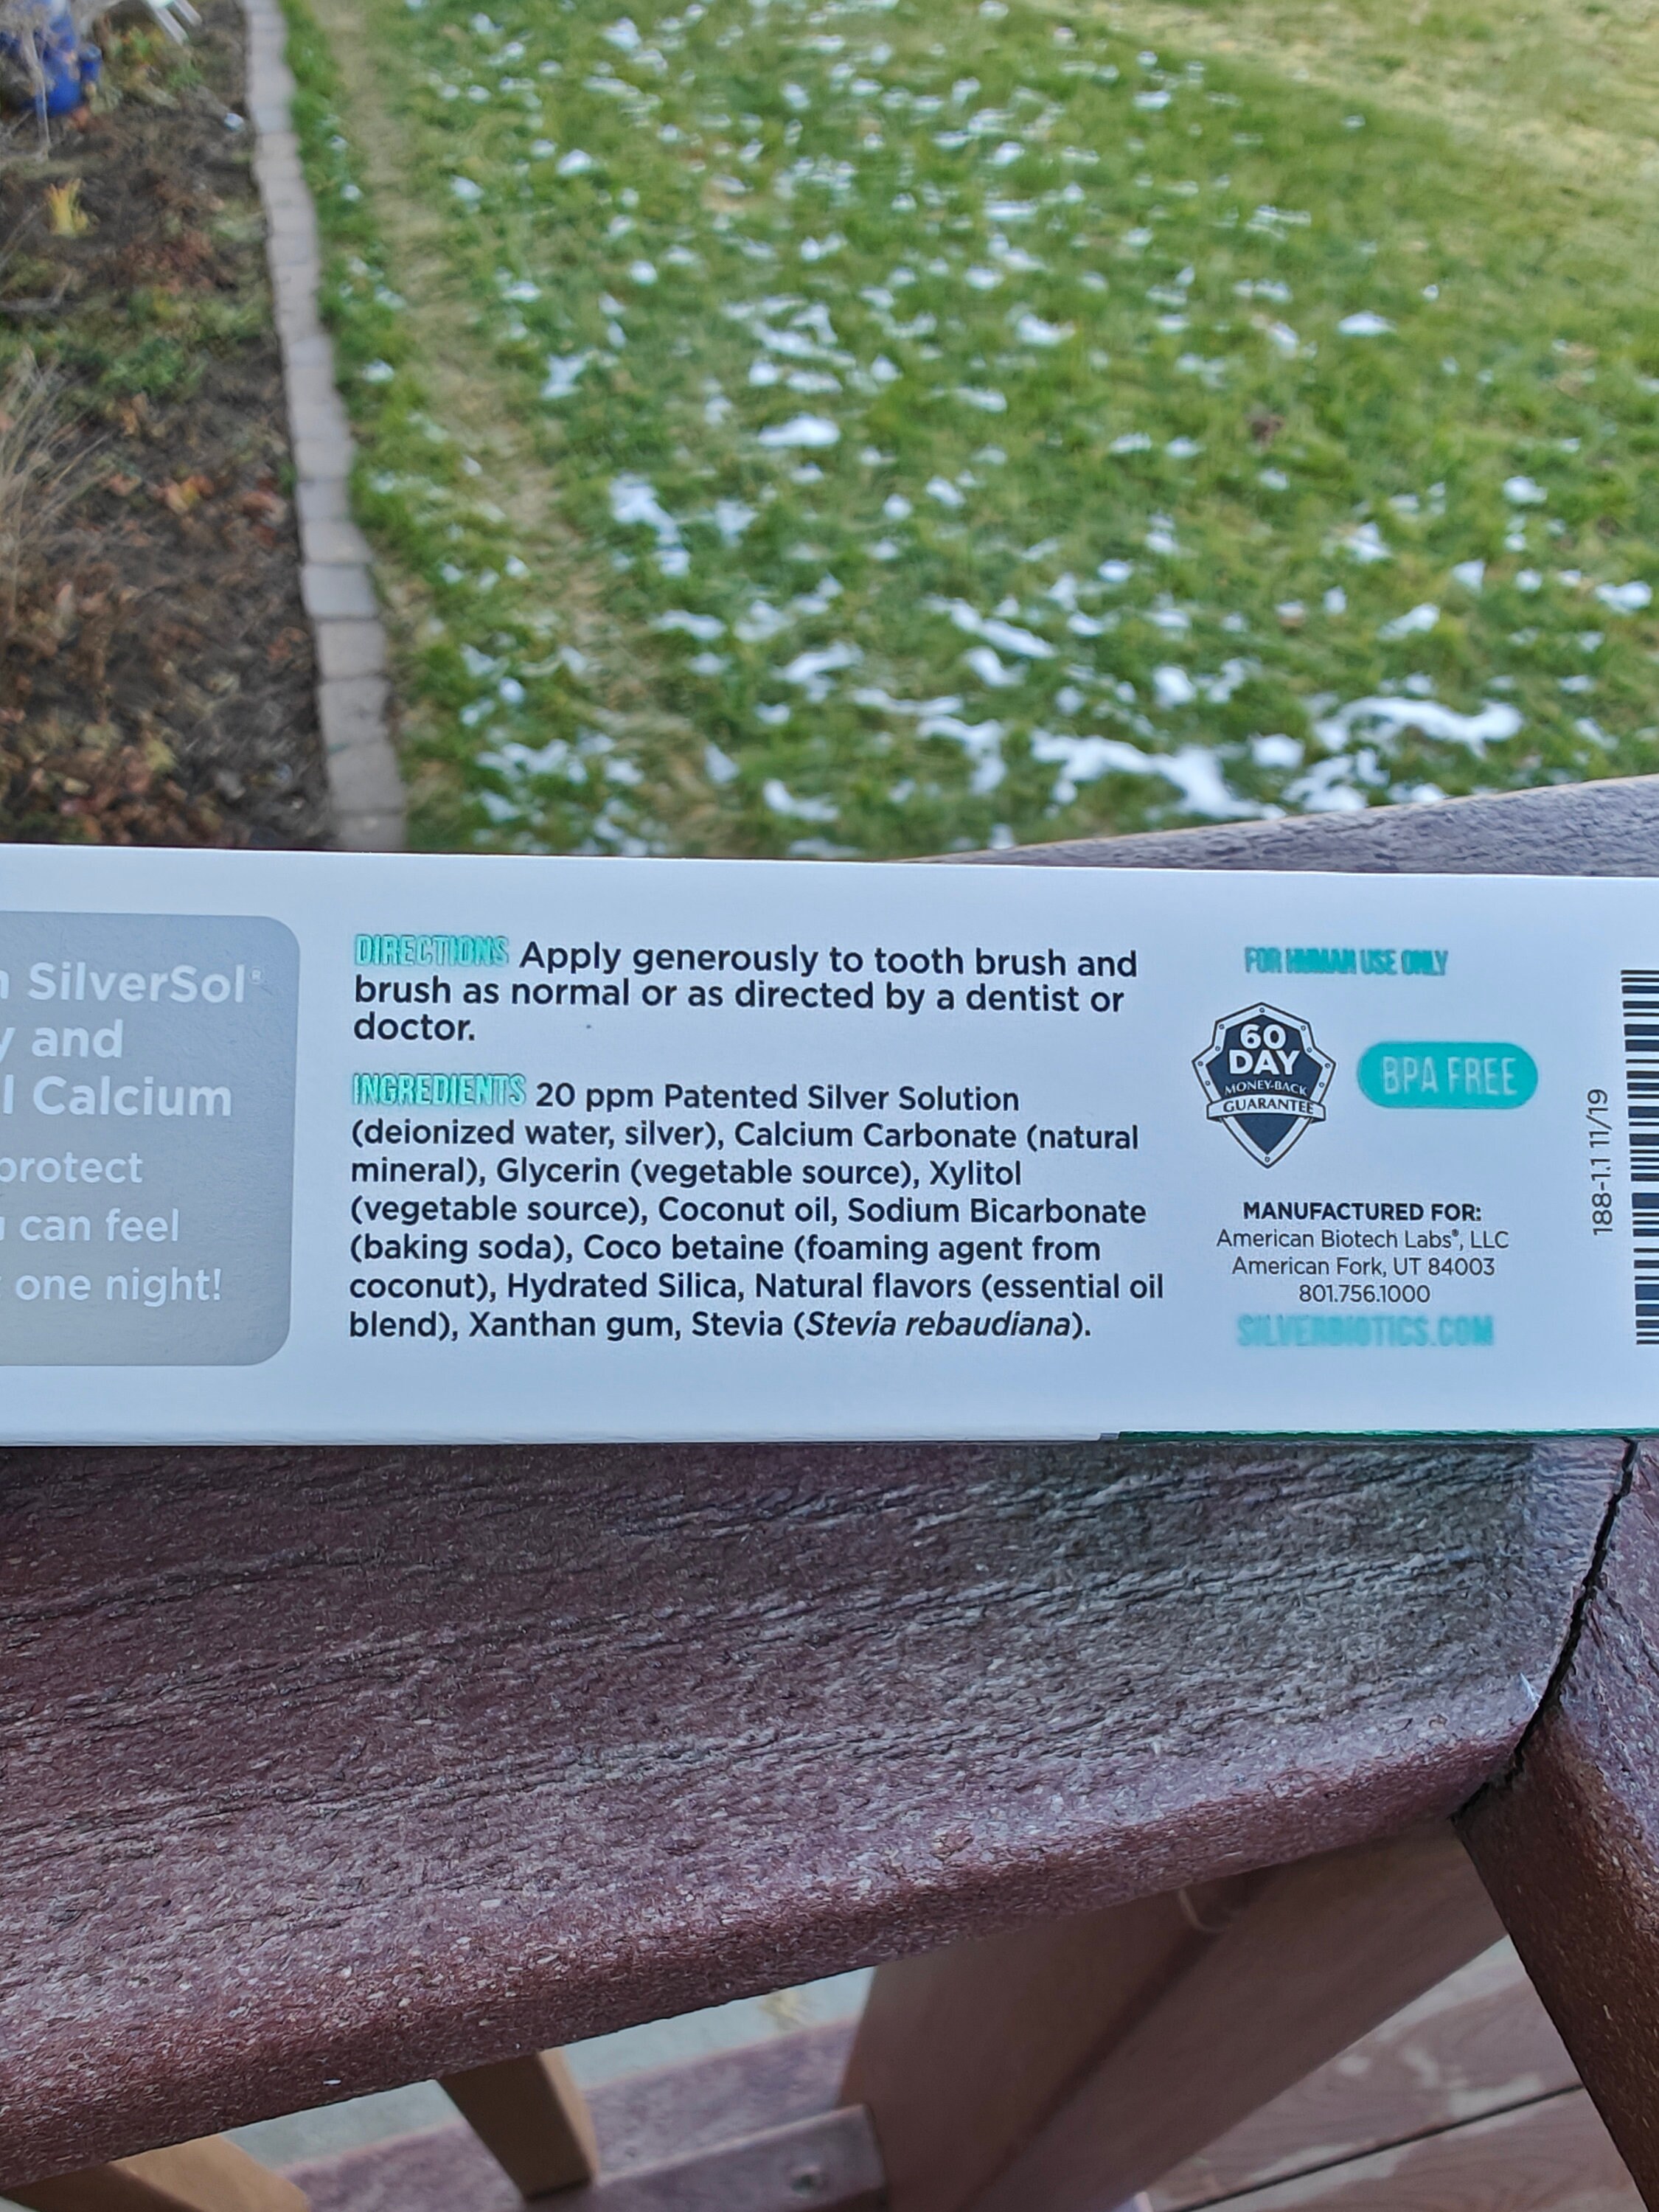 SilverSol®
and
Calcium
protect
can feel
one night!
DIRECTIONS Apply generously to tooth brush and
brush as normal or as directed by a dentist or
doctor.
INGREDIENTS 20 ppm Patented Silver Solution
(deionized water, silver), Calcium Carbonate (natural
mineral), Glycerin (vegetable source), Xylitol
(vegetable source), Coconut oil, Sodium Bicarbonate
(baking soda), Coco betaine (foaming agent from
coconut), Hydrated Silica, Natural flavors (essential oil
blend), Xanthan gum, Stevia (Stevia rebaudiana).
FOR HUMAN USE ONLY
60
DAY
MONEY-BACK
GUARANTEE
BPA FREE
MANUFACTURED FOR:
American Biotech Labs®, LLC
American Fork, UT 84003
801.756.1000
SILVERBIOTICS.COM
188-1.1 11/19